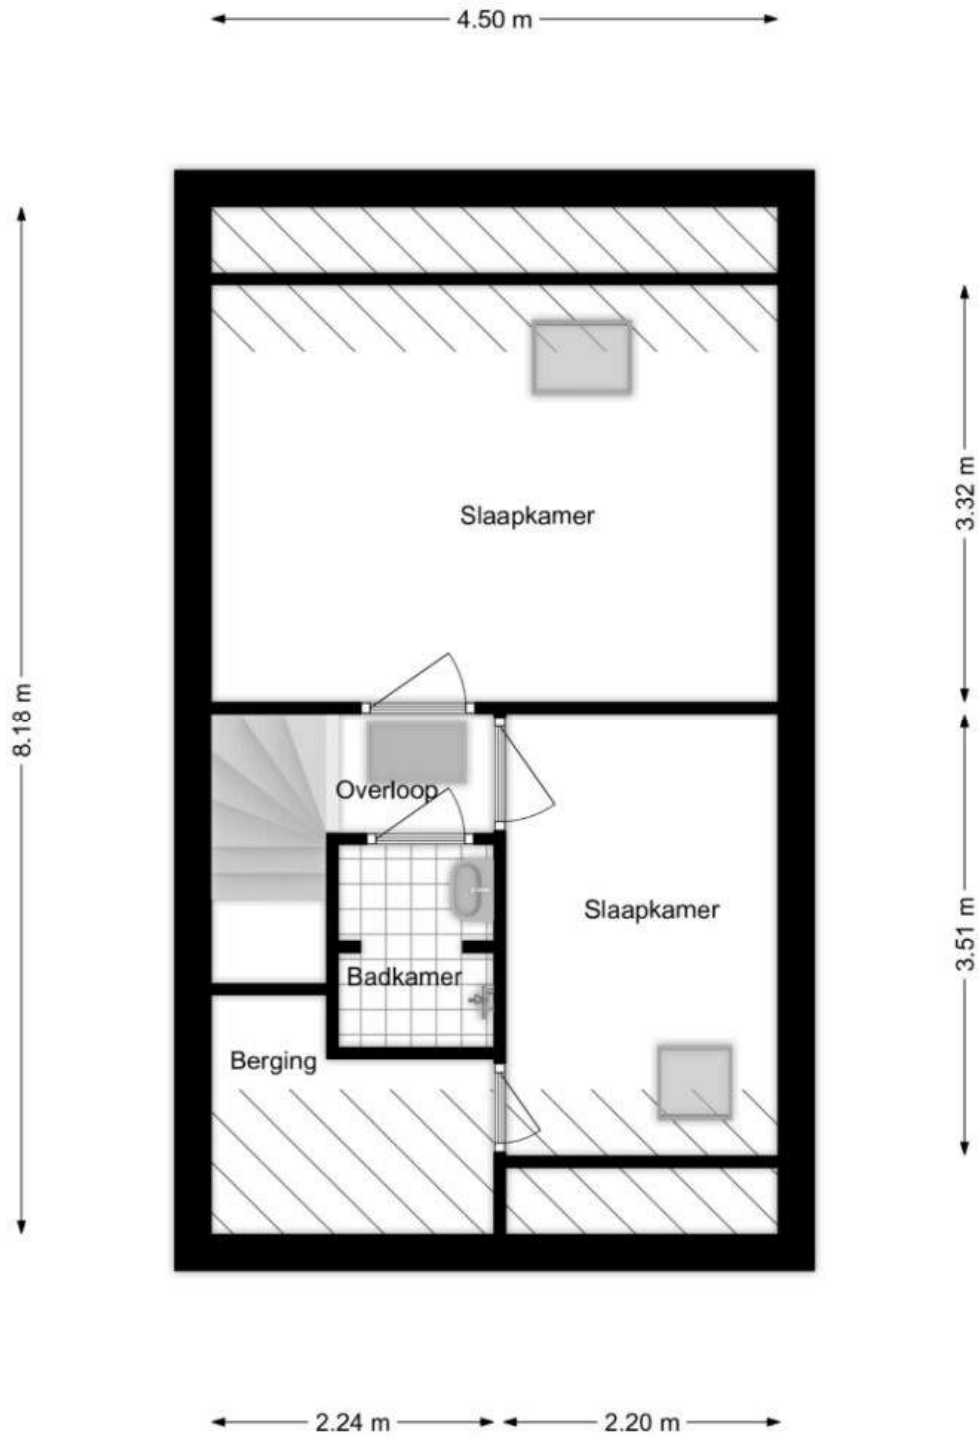 4.50 m
3.32 m
Slaapkamer
8.18 m
Overloop
Slaapkamer
3.51 m
Badkamer
Berging
2.24 m
2.20 m